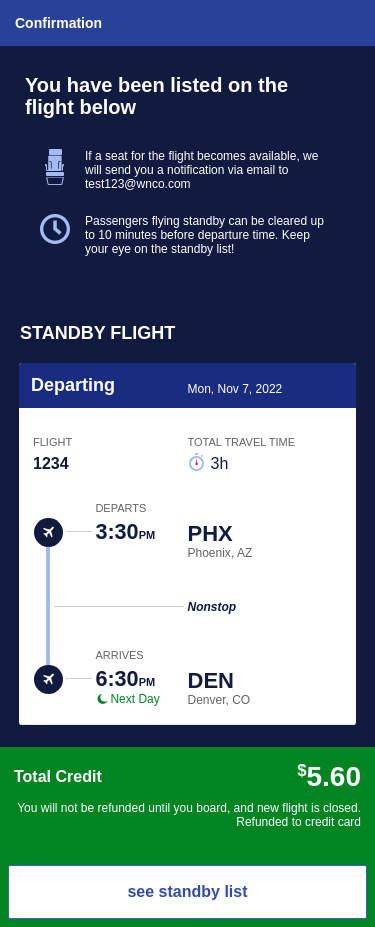 Confirmation
You have been listed on the
flight below
If a seat for the flight becomes available, we
will send you a notification via email to
test123@wnco.com
Passengers flying standby can be cleared up
to 10 minutes before departure time. Keep
your eye on the standby list!
STANDBY FLIGHT
Departing Mon, Nov 7, 2022
FLIGHT TOTAL TRAVEL TIME
1234 3h
DEPARTS
3:30PM PHX
Phoenix, AZ
Nonstop
ARRIVES
6:30PM DEN
Next Day Denver, CO
Total Credit $5.60
You will not be refunded until you board, and new flight is closed.
Refunded to credit card
see standby list